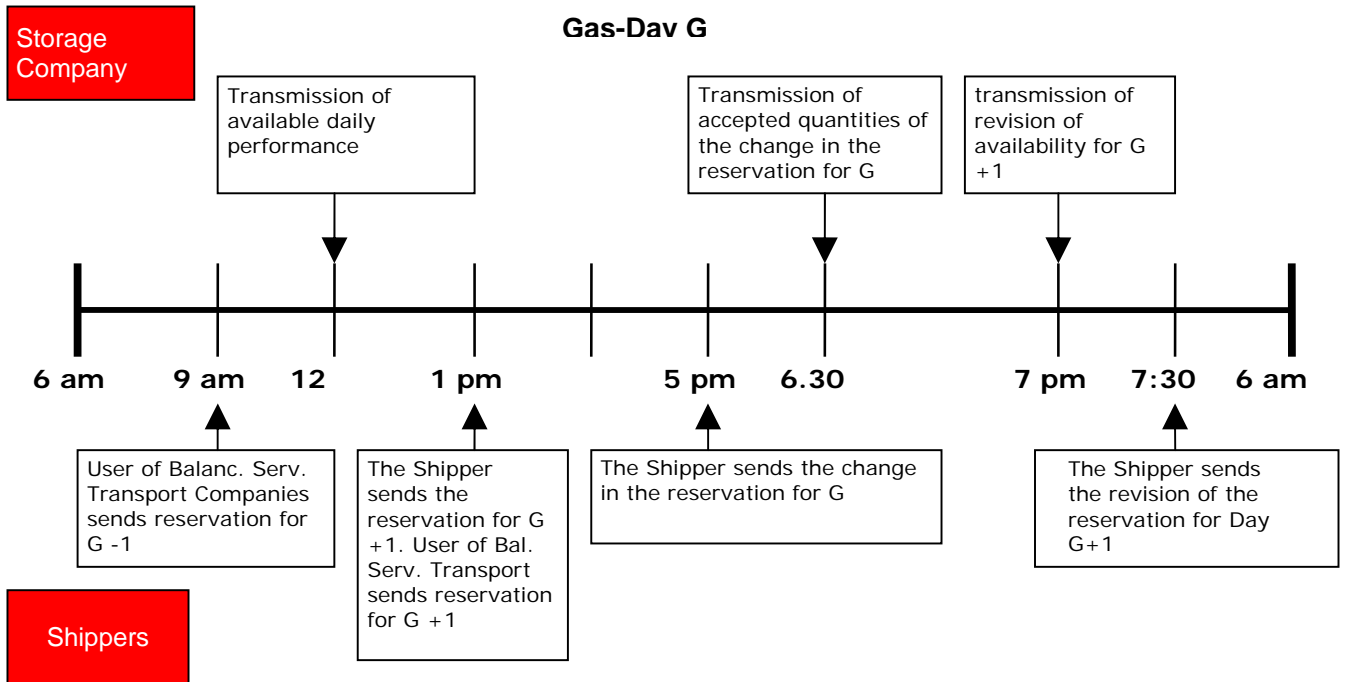 Storage
Company
Gas-Day G
Transmission of
available daily
performance
Transmission of
accepted quantities of
the change in the
reservation for G
transmission of
revision of
availability for G
+1
6 am
9 am
12
1 pm
5 pm
6.30
7 pm
7:30
6 am
User of Balanc. Serv.
Transport Companies
sends reservation for
G -1
The Shipper
sends the
reservation for G
+1. User of Bal.
Serv. Transport
sends reservation
for G +1
The Shipper sends the change
in the reservation for G
The Shipper sends
the revision of the
reservation for Day
G+1
Shippers